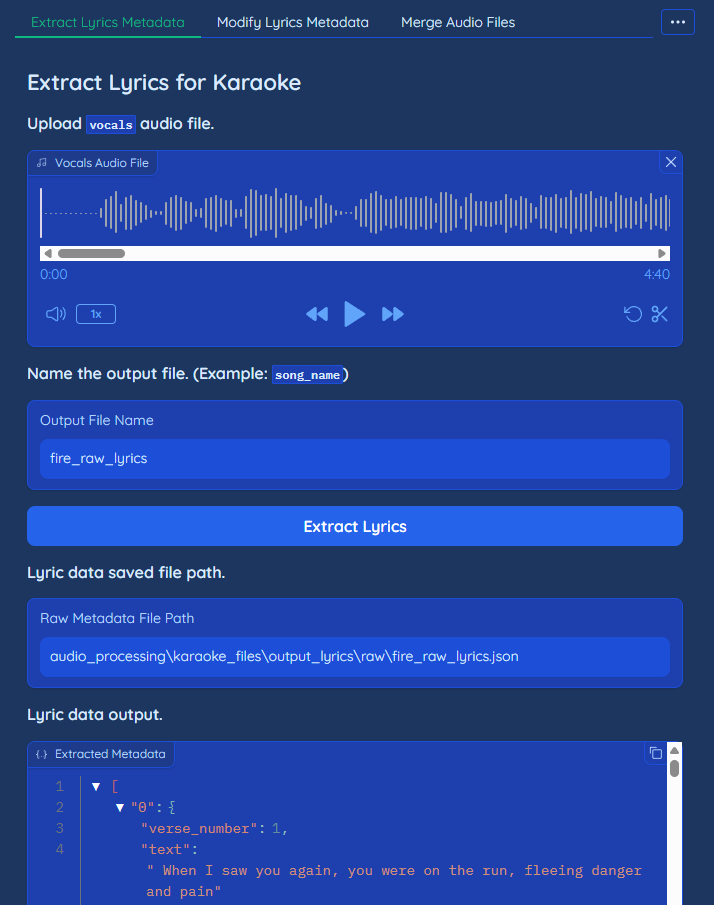 Extract Lyrics Metadata
Modify Lyrics Metadata
Merge Audio Files
Extract Lyrics for Karaoke
Upload vocals audio file.
Vocals Audio File
0:00
4:40
1x
Name the output file. (Example: song_name)
Output File Name
fire_raw_lyrics
Extract Lyrics
Lyric data saved file path.
Raw Metadata File Path
audio_processing\karaoke_files\output_lyrics\raw\fire_raw_lyrics.json
Lyric data output.
{ } Extracted Metadata
1 ▼ [
2 ▼ "0": {
3 "verse_number": 1,
4 "text":
" When I saw you again, you were on the run, fleeing danger
and pain"